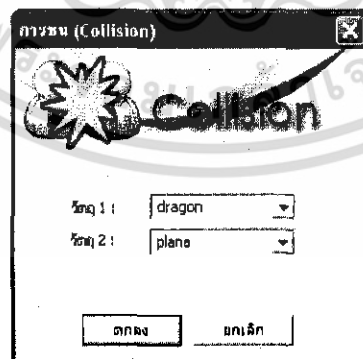 การชน (Collision)
Collision
วัตถุ 1 : dragon
วัตถุ 2 : plane
ตกลง ยกเลิก